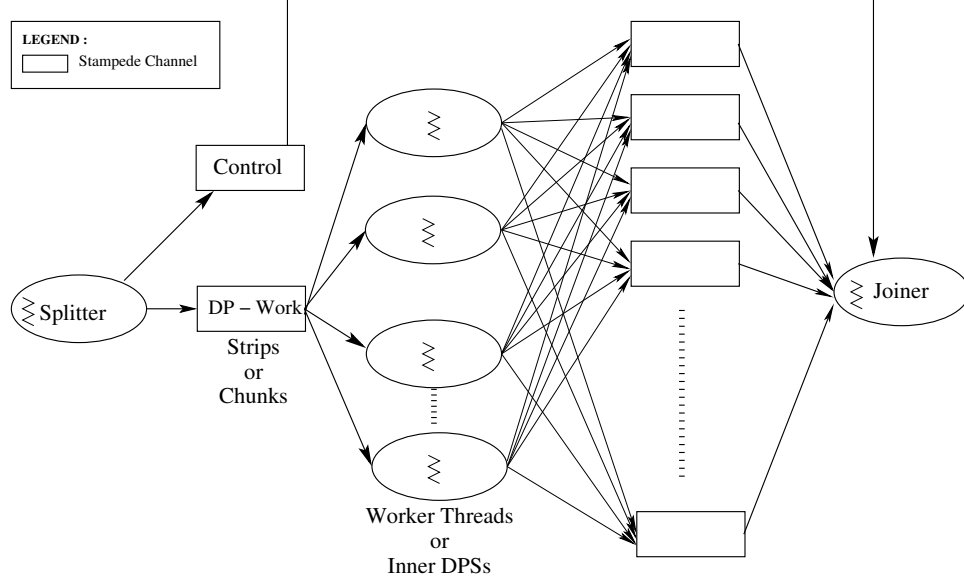 LEGEND :
Stampede Channel
Control
Splitter
DP − Work
Strips
or
Chunks
Worker Threads
or
Inner DPSs
Joiner